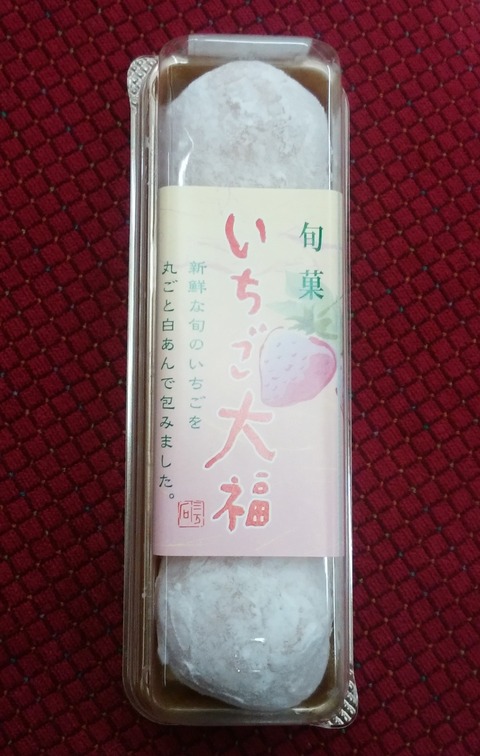 旬菓
いちご大福
新鮮な旬のいちごを
丸ごと白あんで包みました。